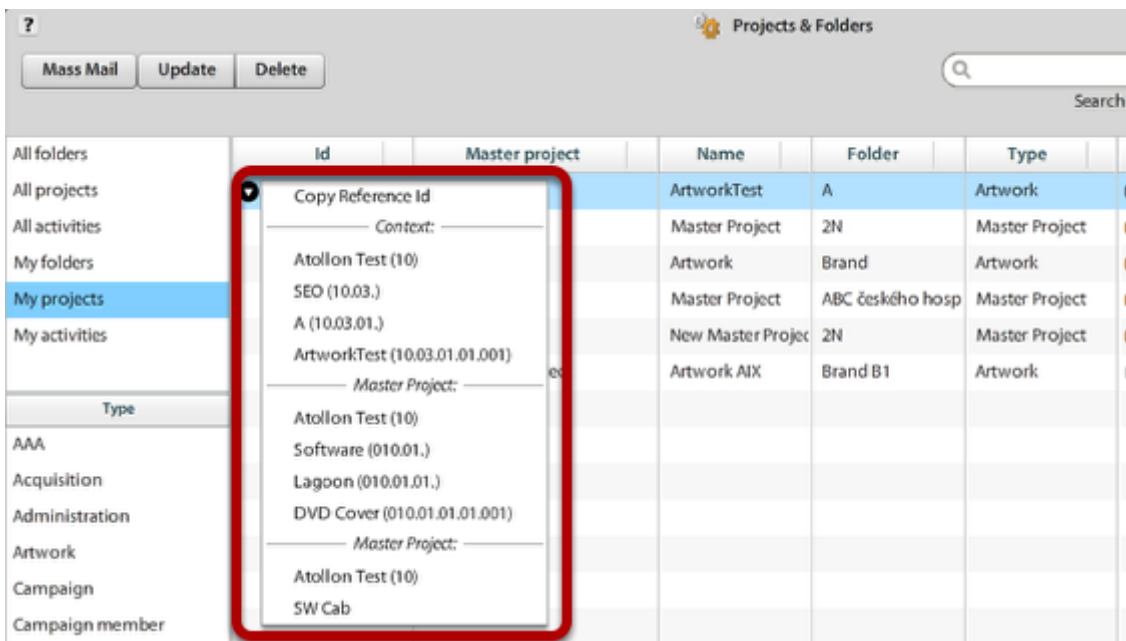 ?
Projects & Folders
Mass Mail Update Delete
Search
All folders
All projects
All activities
My folders
My projects
My activities
Type
AAA
Acquisition
Administration
Artwork
Campaign
Campaign member
Id Master project Name Folder Type
ArtworkTest A Artwork
Master Project 2N Master Project
Artwork Brand Artwork
Master Project ABC českého hosp Master Project
New Master Projec 2N Master Project
Artwork AIX Brand B1 Artwork
Copy Reference Id
Context:
Atollon Test (10)
SEO (10.03.)
A (10.03.01.)
ArtworkTest (10.03.01.01.001)
Master Project:
Atollon Test (10)
Software (010.01.)
Lagoon (010.01.01.)
DVD Cover (010.01.01.01.001)
Master Project:
Atollon Test (10)
SW Cab